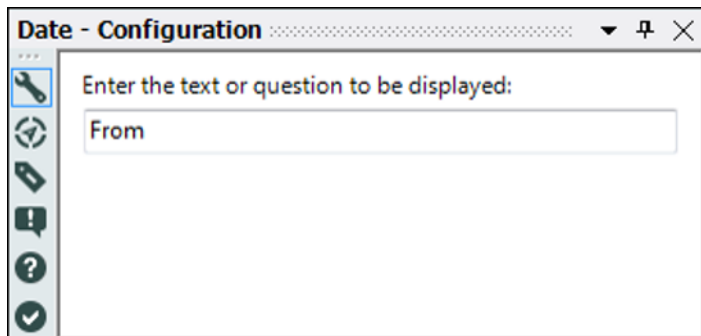 Date - Configuration
Enter the text or question to be displayed:
From